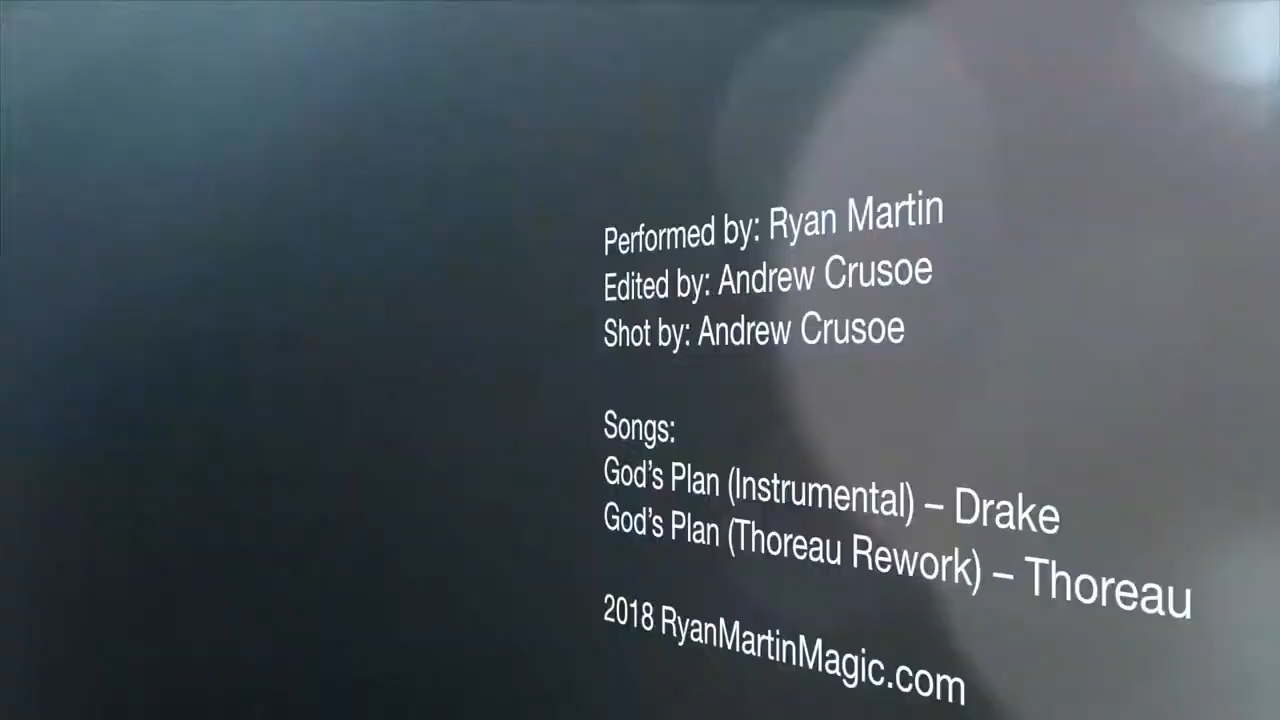 Performed by: Ryan Martin
Edited by: Andrew Crusoe
Shot by: Andrew Crusoe
Songs:
God’s Plan (Instrumental) – Drake
God’s Plan (Thoreau Rework) – Thoreau
2018 RyanMartinMagic.com